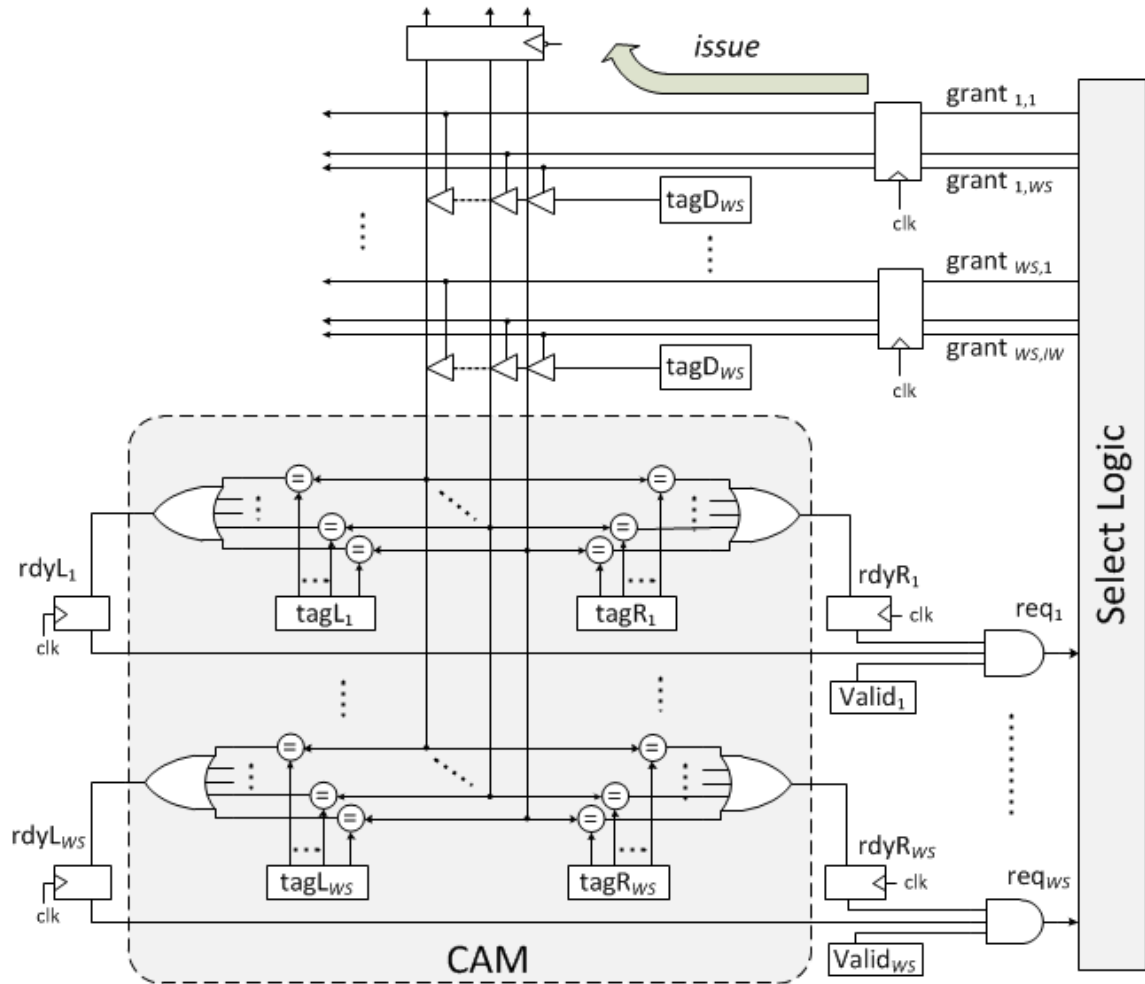 issue
grant 1,1
tagD WS
grant 1,WS
clk
grant WS,1
tagD WS
grant WS,IW
clk
Select Logic
rdyL1
tagL1
tagR1
rdyR1
clk
clk
req1
Valid1
rdyLWS
tagLWS
tagRWS
rdyRWS
clk
clk
reqWS
ValidWS
CAM